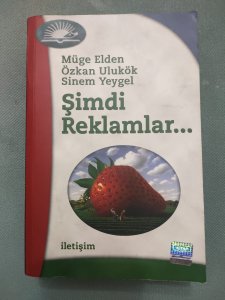 Müge Elden
Özkan Ulukök
Sinem Yeygel
Şimdi
Reklamlar...
iletişim